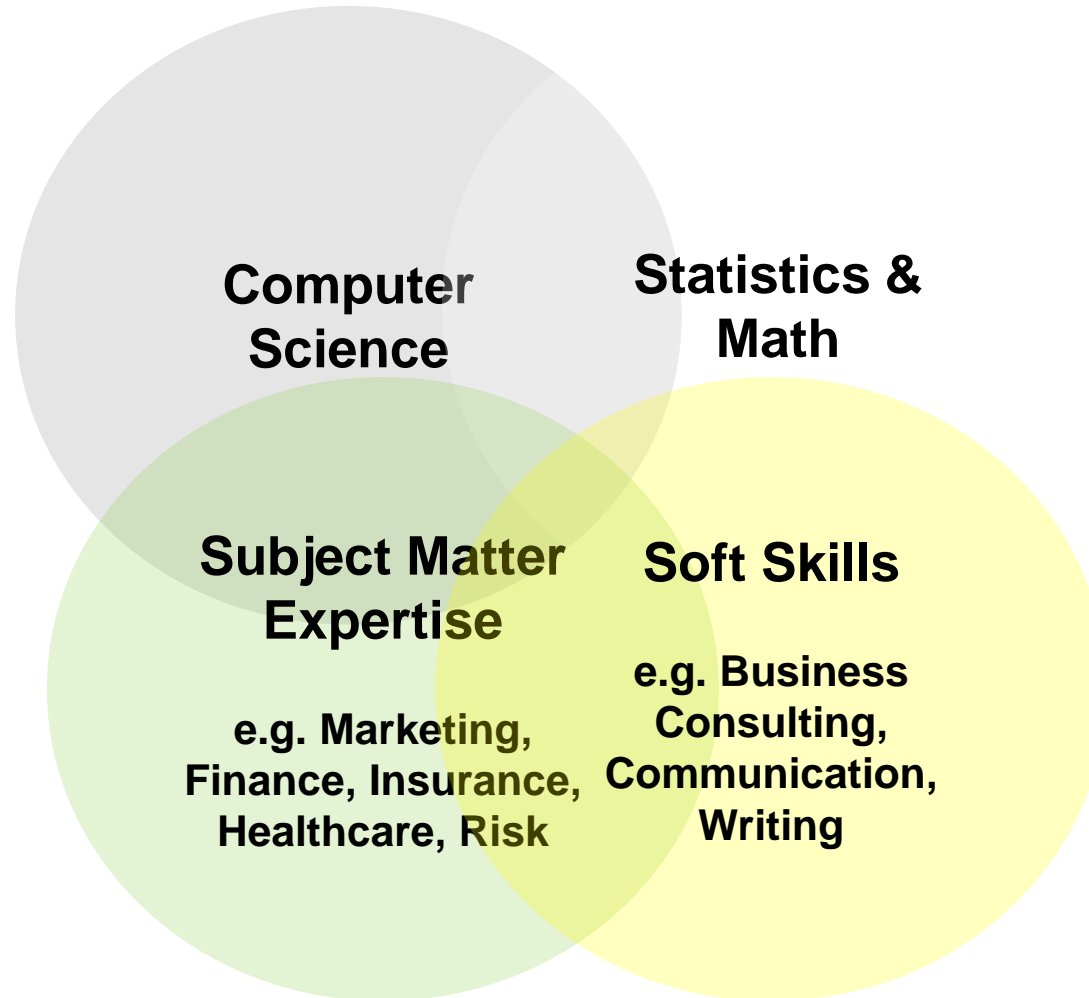 Computer
Science
Statistics &
Math
Subject Matter
Expertise
e.g. Marketing,
Finance, Insurance,
Healthcare, Risk
Soft Skills
e.g. Business
Consulting,
Communication,
Writing